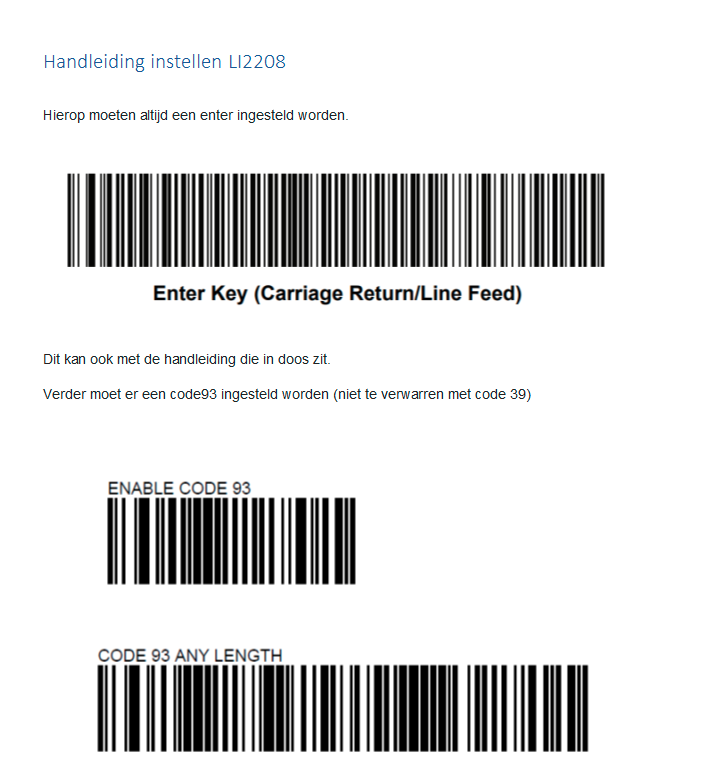 Handleiding instellen LI2208
Hierop moeten altijd een enter ingesteld worden.
Enter Key (Carriage Return/Line Feed)
Dit kan ook met de handleiding die in doos zit.
Verder moet er een code93 ingesteld worden (niet te verwarren met code 39)
ENABLE CODE 93
CODE 93 ANY LENGTH